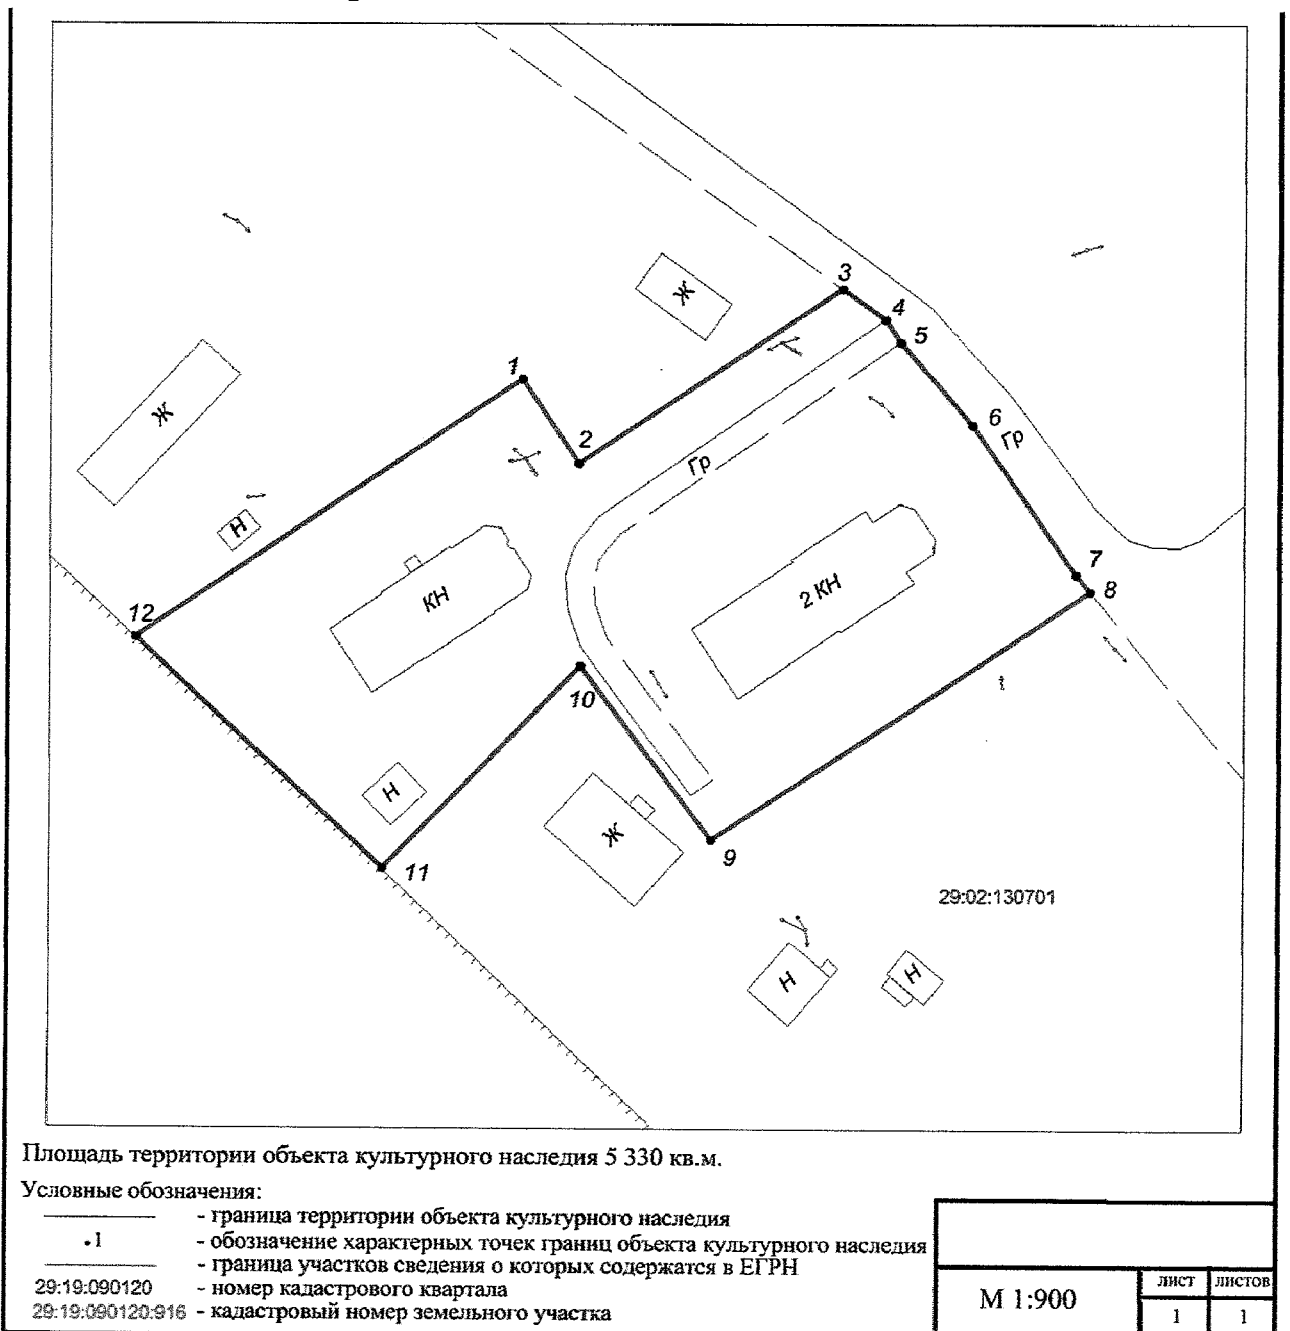 3
4
Ж
5
1
6
Ж
Гр
2
Гр
Н
7
КН
2 КН
8
12
10
Н
Ж
9
11
29:02:130701
Н
Н
Площадь территории объекта культурного наследия 5 330 кв.м.
Условные обозначения:
- граница территории объекта культурного наследия
.1 - обозначение характерных точек границ объекта культурного наследия
- граница участков сведения о которых содержатся в ЕГРН
29:19:090120 - номер кадастрового квартала
29:19:090120:916 - кадастровый номер земельного участка
М 1:900
лист листов
1 1